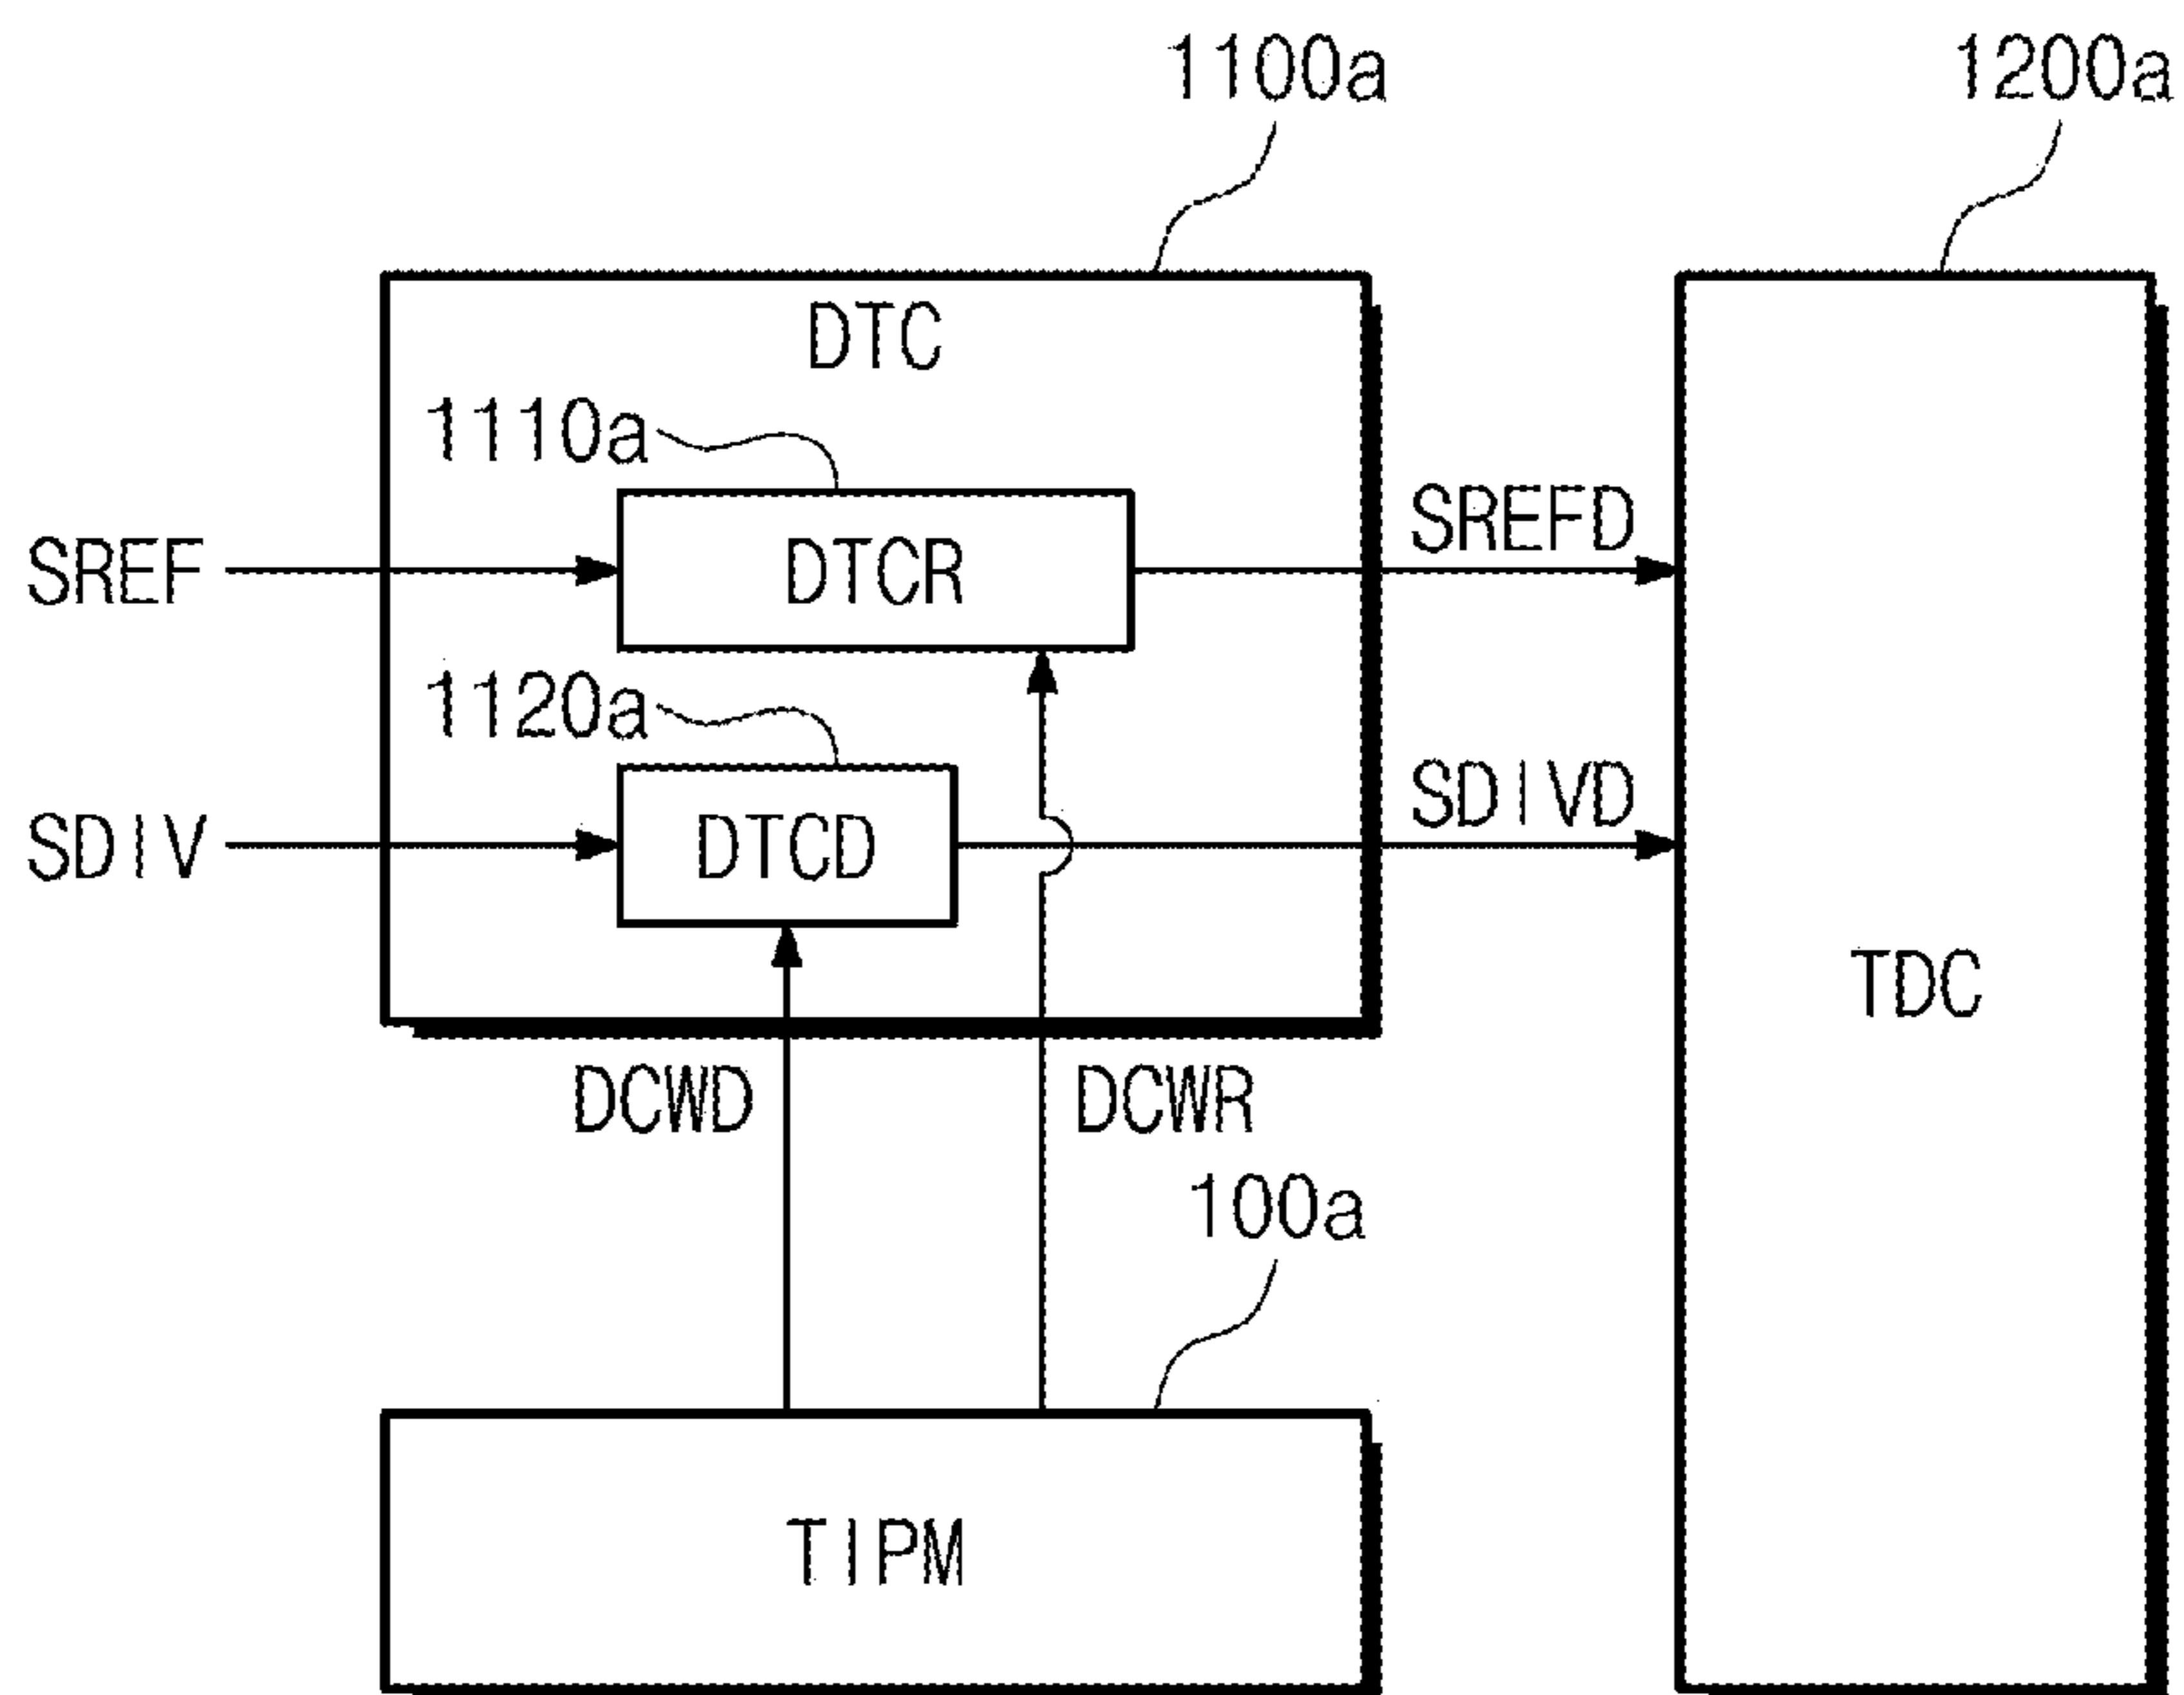 1100a
1200a
DTC
1110a
SREF
DTCR
SREFD
1120a
SDIV
DTCD
SDIVD
TDC
DCWD
DCWR
100a
TIPM